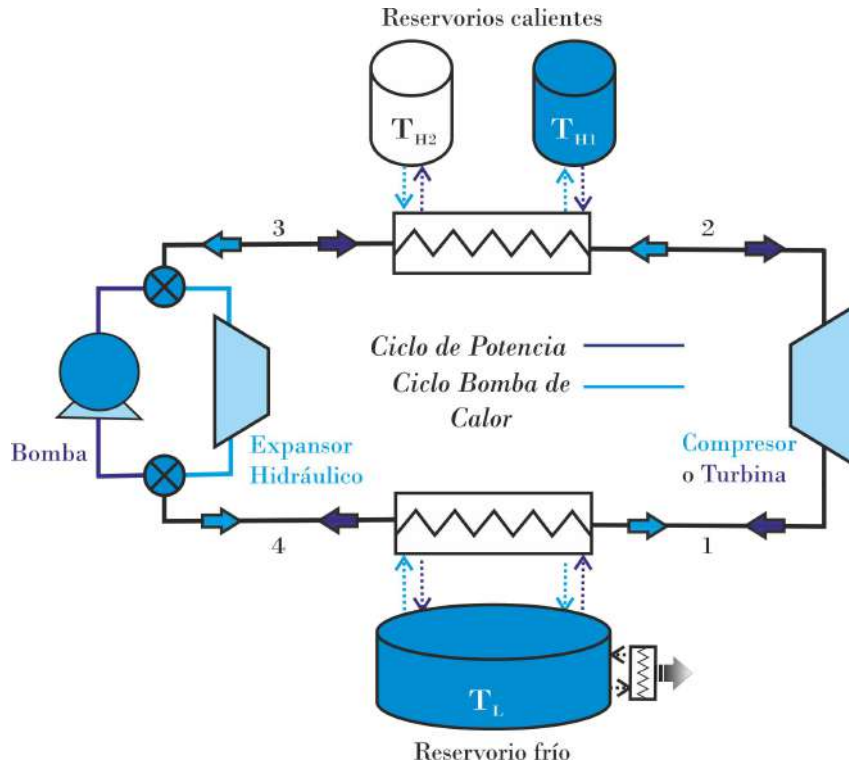 Reservorios calientes
T_H2
T_H1
3
2
Ciclo de Potencia
Ciclo Bomba de
Calor
Bomba
Expansor
Hidráulico
Compresor
o Turbina
4
1
T_L
Reservorio frío